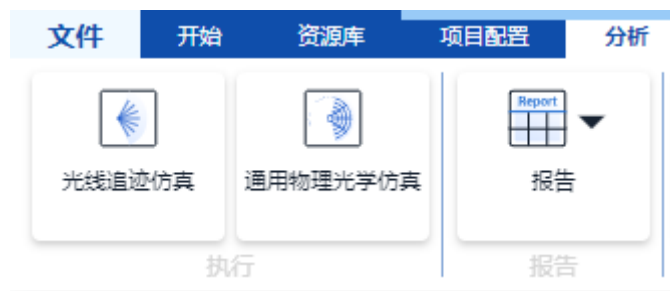 文件 开始 资源库 项目配置 分析
Report
光线追迹仿真 通用物理光学仿真 报告
执行 报告